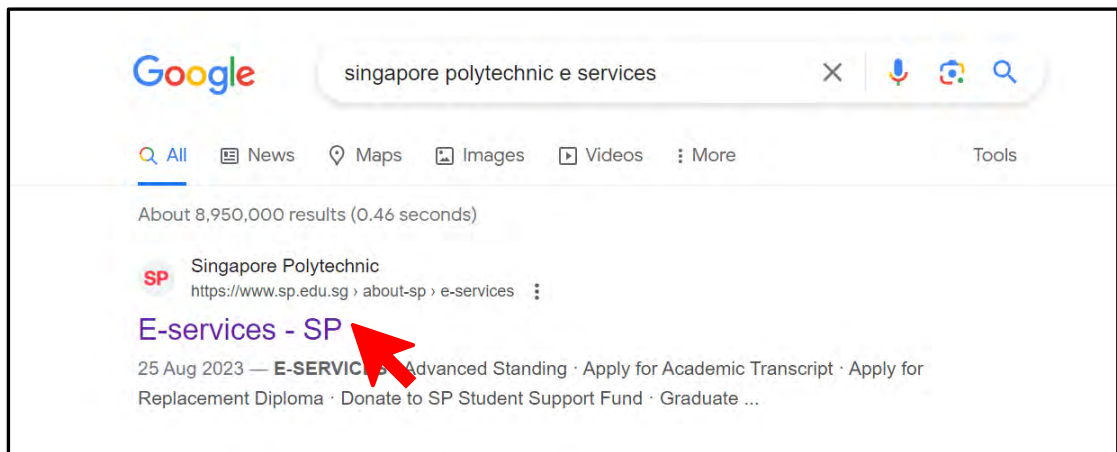 Google
singapore polytechnic e services
All News Maps Images Videos More Tools
About 8,950,000 results (0.46 seconds)
SP
Singapore Polytechnic
https://www.sp.edu.sg › about-sp › e-services
E-services - SP
25 Aug 2023 — Advanced Standing · Apply for Academic Transcript · Apply for
Replacement Diploma · Donate to SP Student Support Fund · Graduate ...